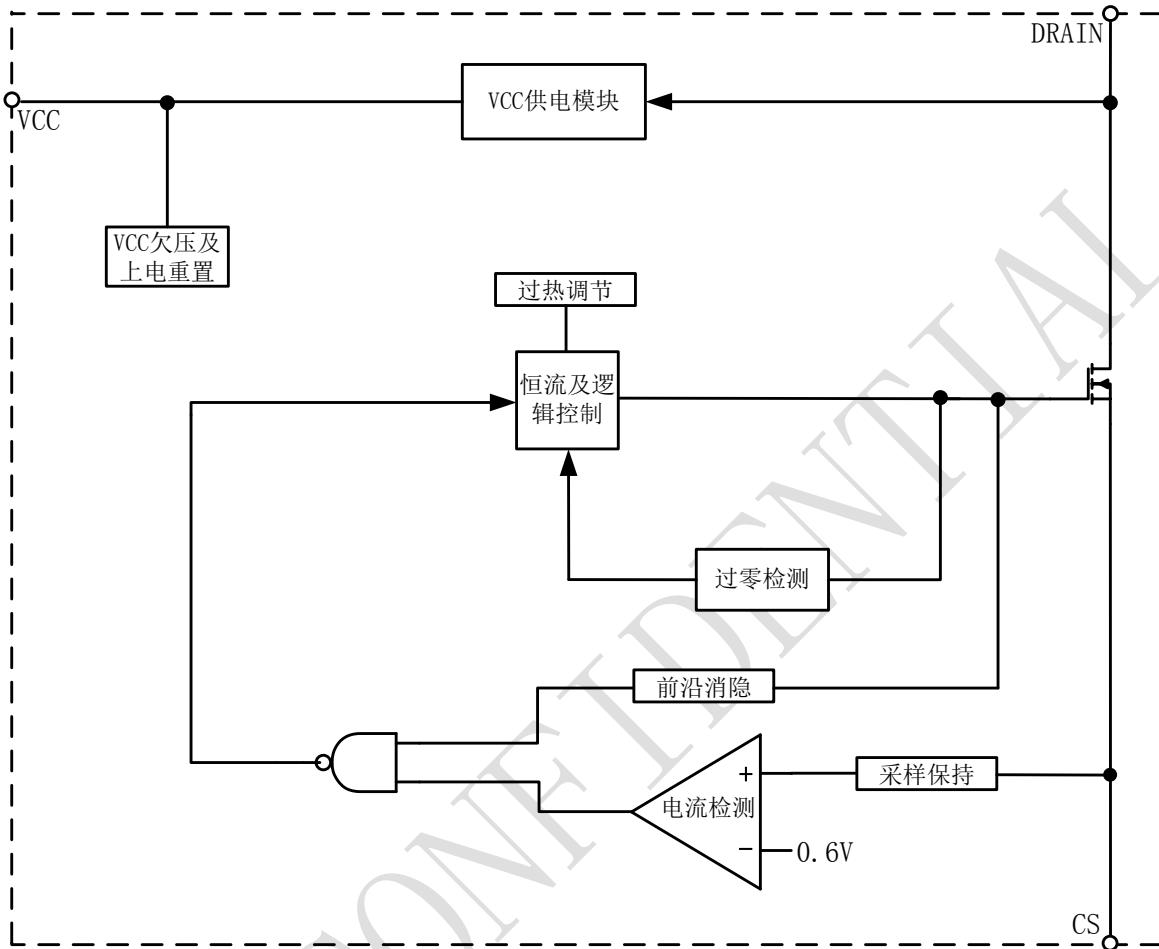 DRAIN
VCC供电模块
VCC
VCC欠压及
上电重置
过热调节
恒流及逻
辑控制
过零检测
前沿消隐
采样保持
+
电流检测
−
0.6V
CS
CONFIDENTIAL